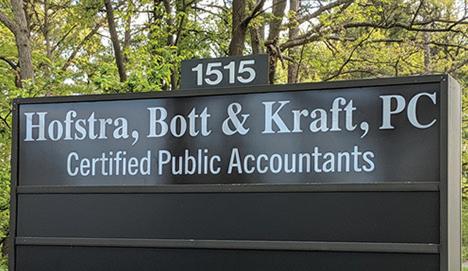 1515
Hofstra, Bott & Kraft, PC
Certified Public Accountants